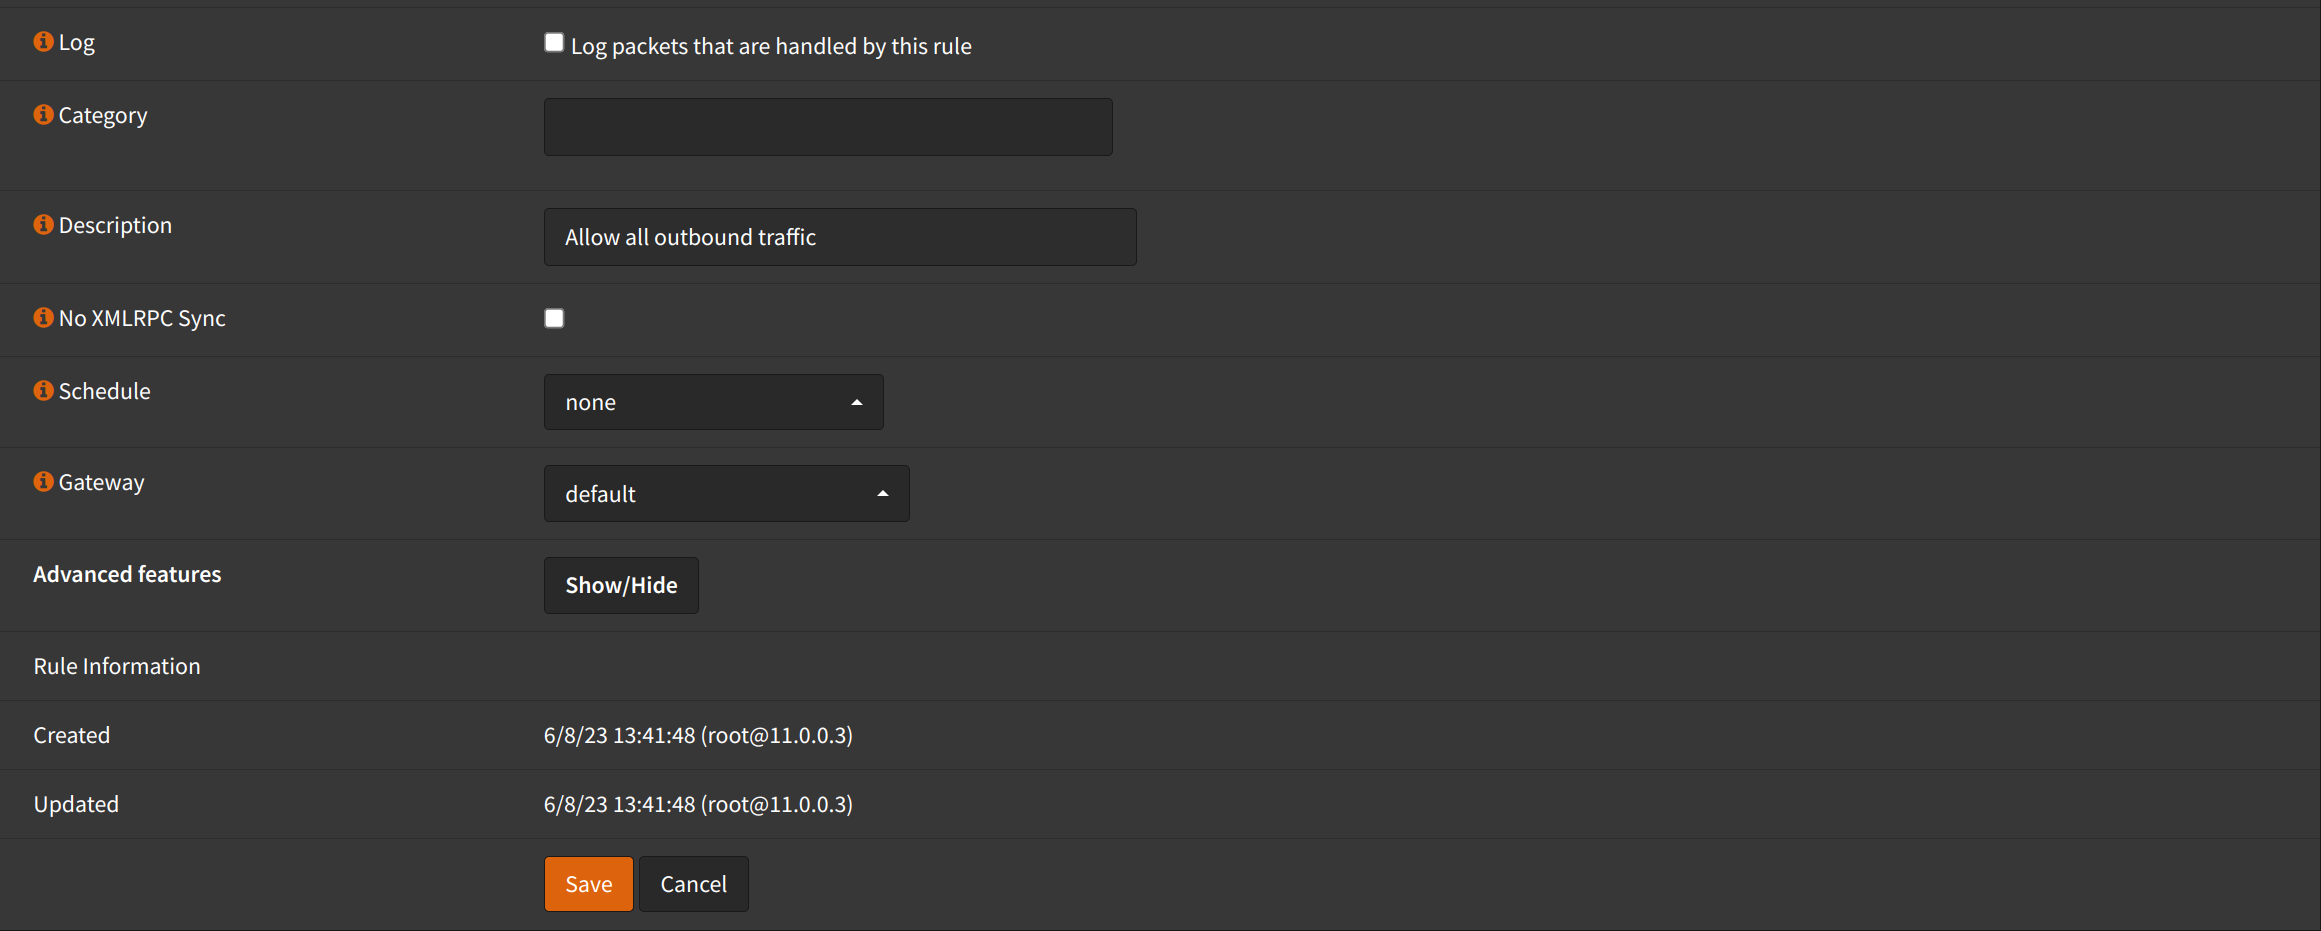 Log
Log packets that are handled by this rule
Category
Description
Allow all outbound traffic
No XMLRPC Sync
Schedule
none
Gateway
default
Advanced features
Show/Hide
Rule Information
Created
6/8/23 13:41:48 (root@11.0.0.3)
Updated
6/8/23 13:41:48 (root@11.0.0.3)
Save
Cancel